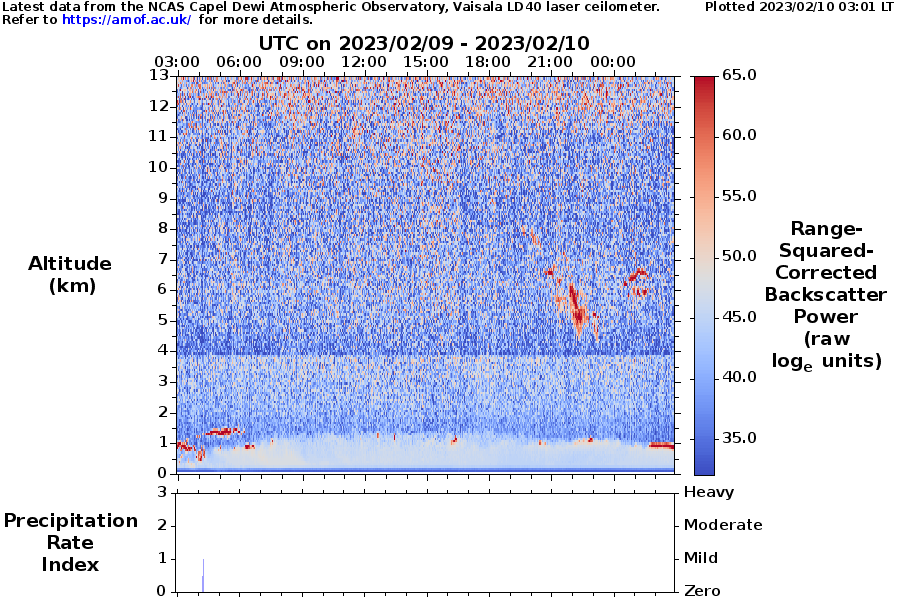 Latest data from the NCAS Capel Dewi Atmospheric Observatory, Vaisala LD40 laser ceilometer. Plotted 2023/02/10 03:01 LT
Refer to https://amof.ac.uk/ for more details.
UTC on 2023/02/09 - 2023/02/10
03:00 06:00 09:00 12:00 15:00 18:00 21:00 00:00
13
12
11
10
9
8
7
6
5
4
3
2
1
0
Altitude
(km)
65.0
60.0
55.0
50.0
45.0
40.0
35.0
Range-
Squared-
Corrected
Backscatter
Power
(raw
loge units)
Precipitation
Rate
Index
3 Heavy
2 Moderate
1 Mild
0 Zero